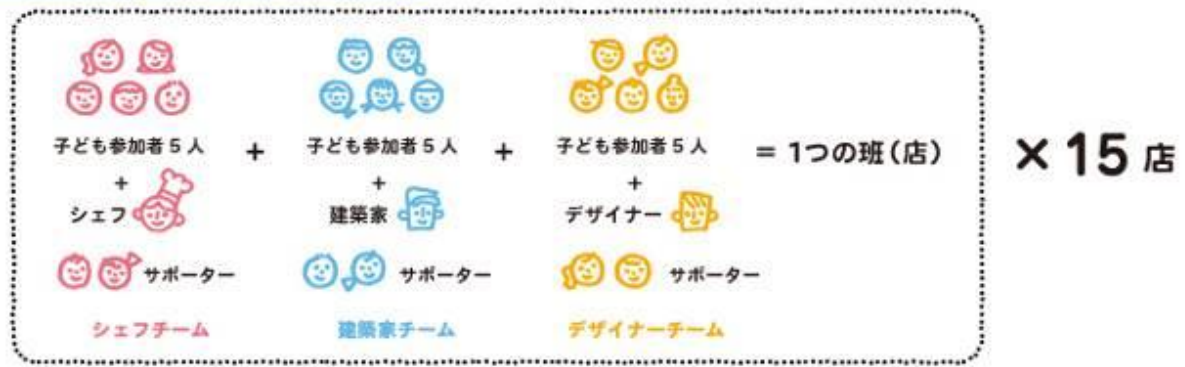 子ども参加者5人 + 子ども参加者5人 + 子ども参加者5人 = 1つの班(店) × 15 店
+ + +
シェフ 建築家 デザイナー
サポーター サポーター サポーター
シェフチーム 建築家チーム デザイナーチーム